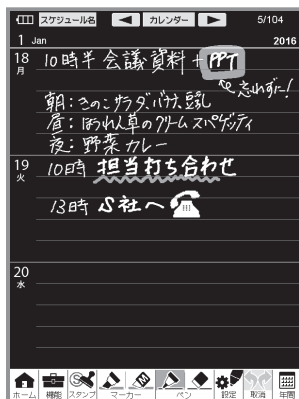 スケジュール名 ◀ カレンダー ▶ 5/104
1 Jan 2016
18 月 10時半 会議資料+PPT
忘れずに!
朝:きのこサラダ、バナナ、豆乳
昼:ほうれん草のクリームスパゲッティ
夜:野菜カレー
19 火 10時 担当打ち合わせ
13時 S社へ
20 水
ホーム 機能 スタンプ マーカー ペン 設定 取消 年間